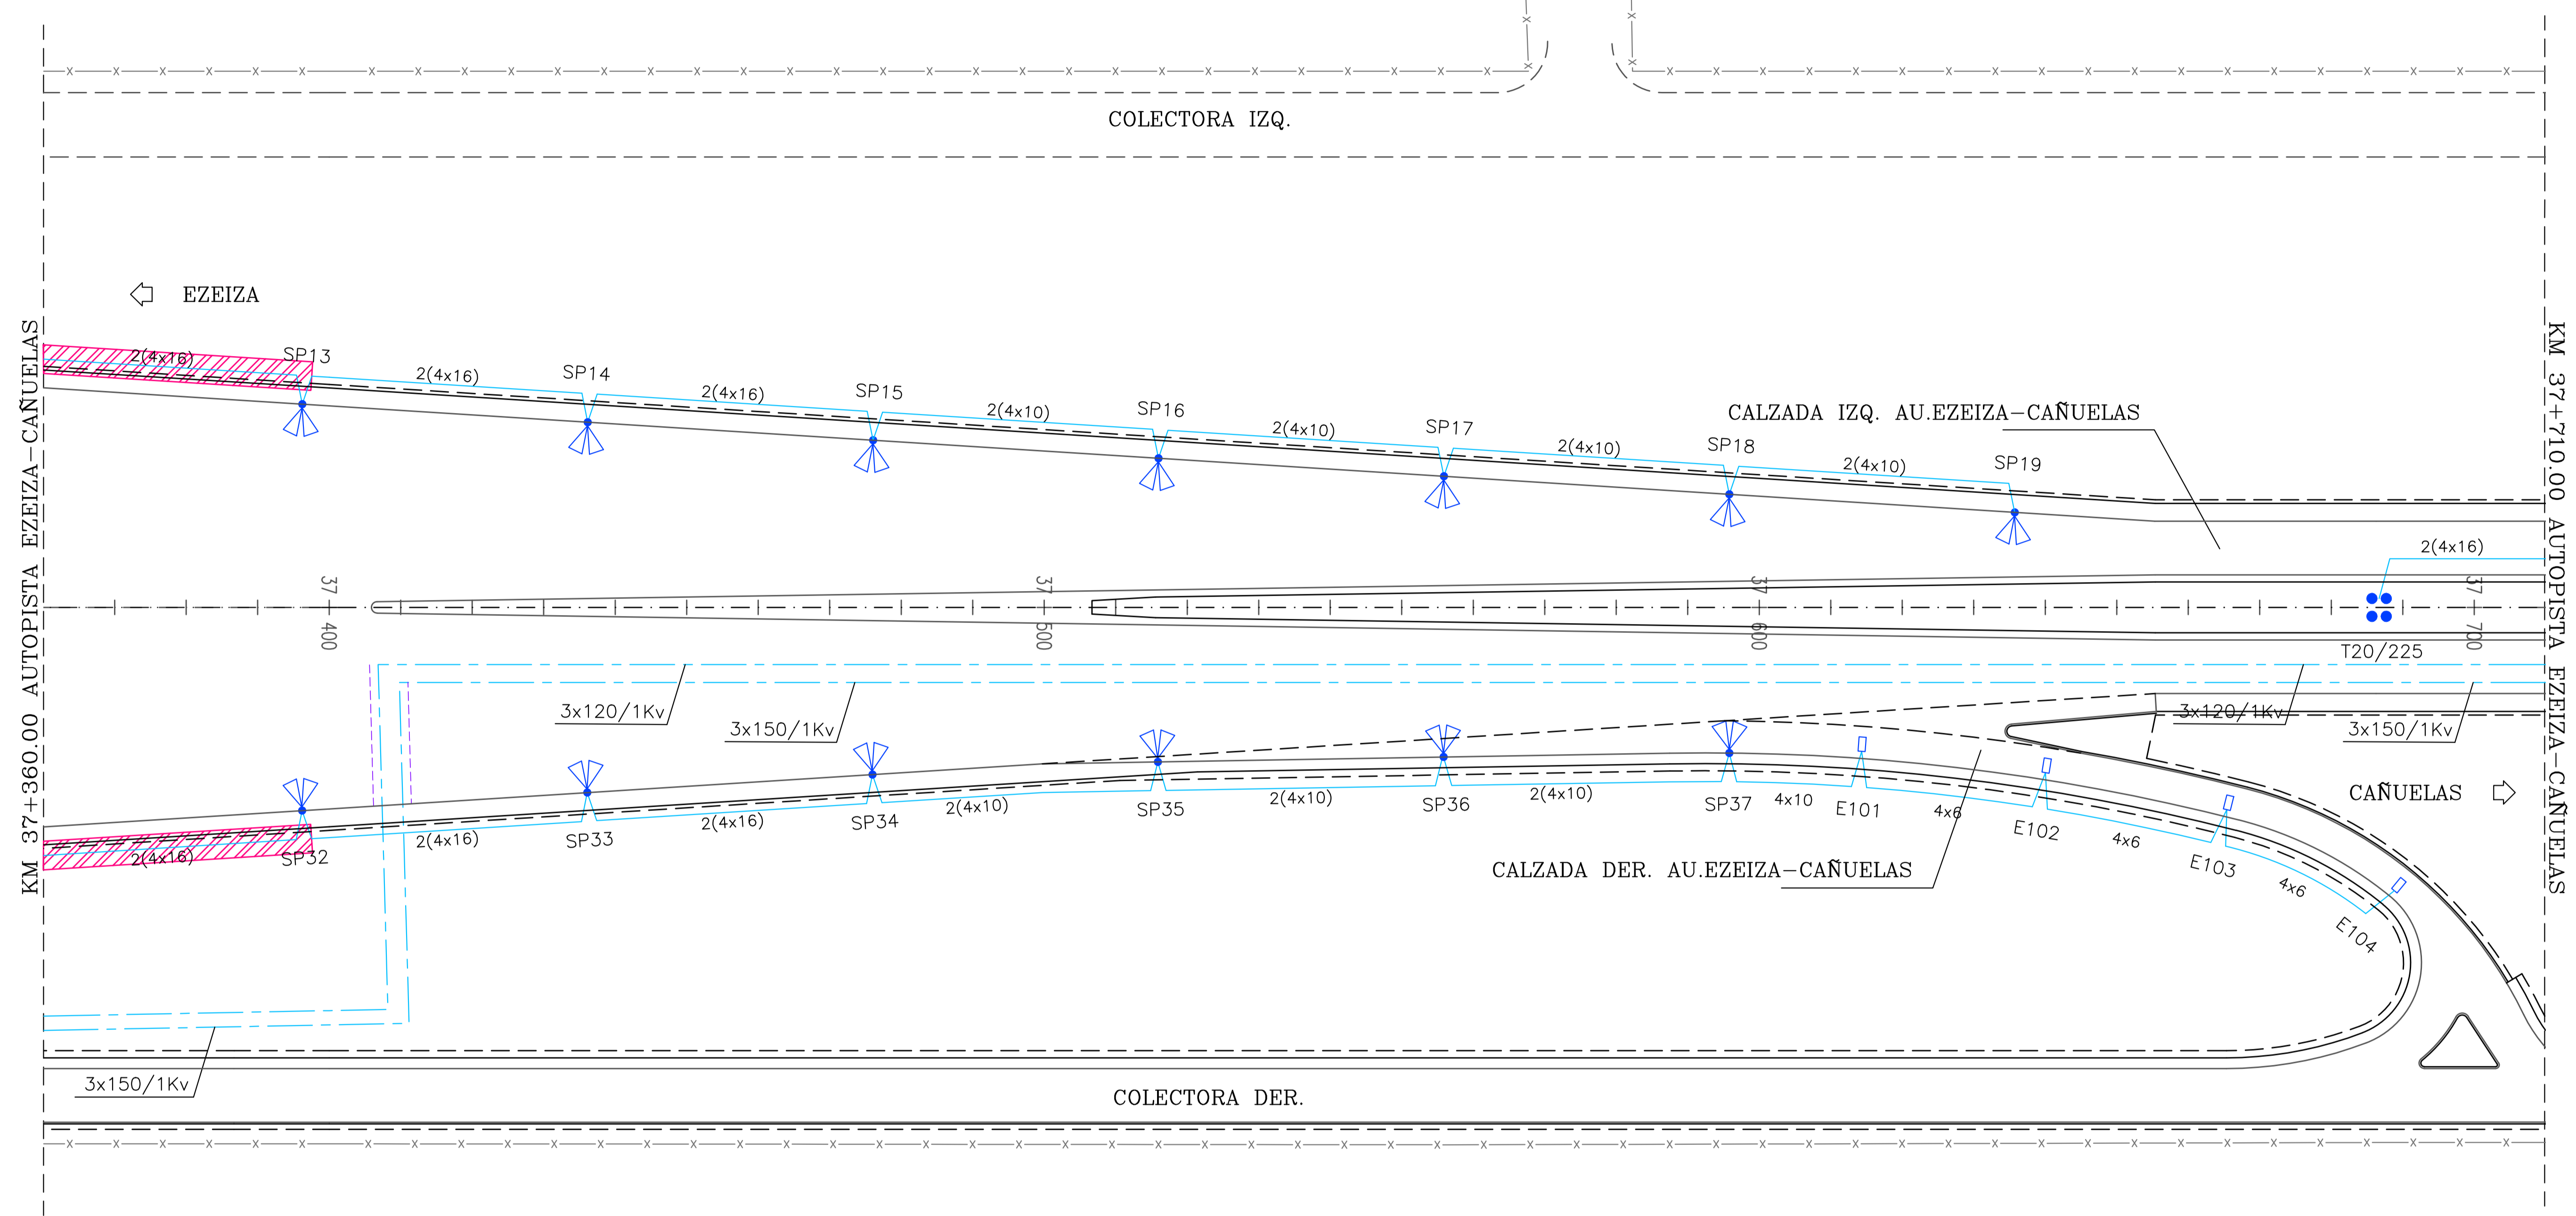 COLECTORA IZQ.
EZEIZA
KM 37+360.00 AUTOPISTA EZEIZA-CAÑUELAS
KM 37+710.00 AUTOPISTA EZEIZA-CAÑUELAS
2(4x16)
SP13
2(4x16)
SP14
2(4x16)
SP15
2(4x10)
SP16
2(4x10)
SP17
2(4x10)
SP18
2(4x10)
SP19
CALZADA IZQ. AU.EZEIZA-CAÑUELAS
2(4x16)
37
400
37
500
37
600
37
700
T20/225
3x120/1Kv
3x150/1Kv
3x120/1Kv
3x150/1Kv
CAÑUELAS
2(4x16)
SP32
2(4x16)
SP33
2(4x16)
SP34
2(4x10)
SP35
2(4x10)
SP36
2(4x10)
SP37
4x10
E101
4x6
E102
4x6
E103
4x6
E104
CALZADA DER. AU.EZEIZA-CAÑUELAS
3x150/1Kv
COLECTORA DER.